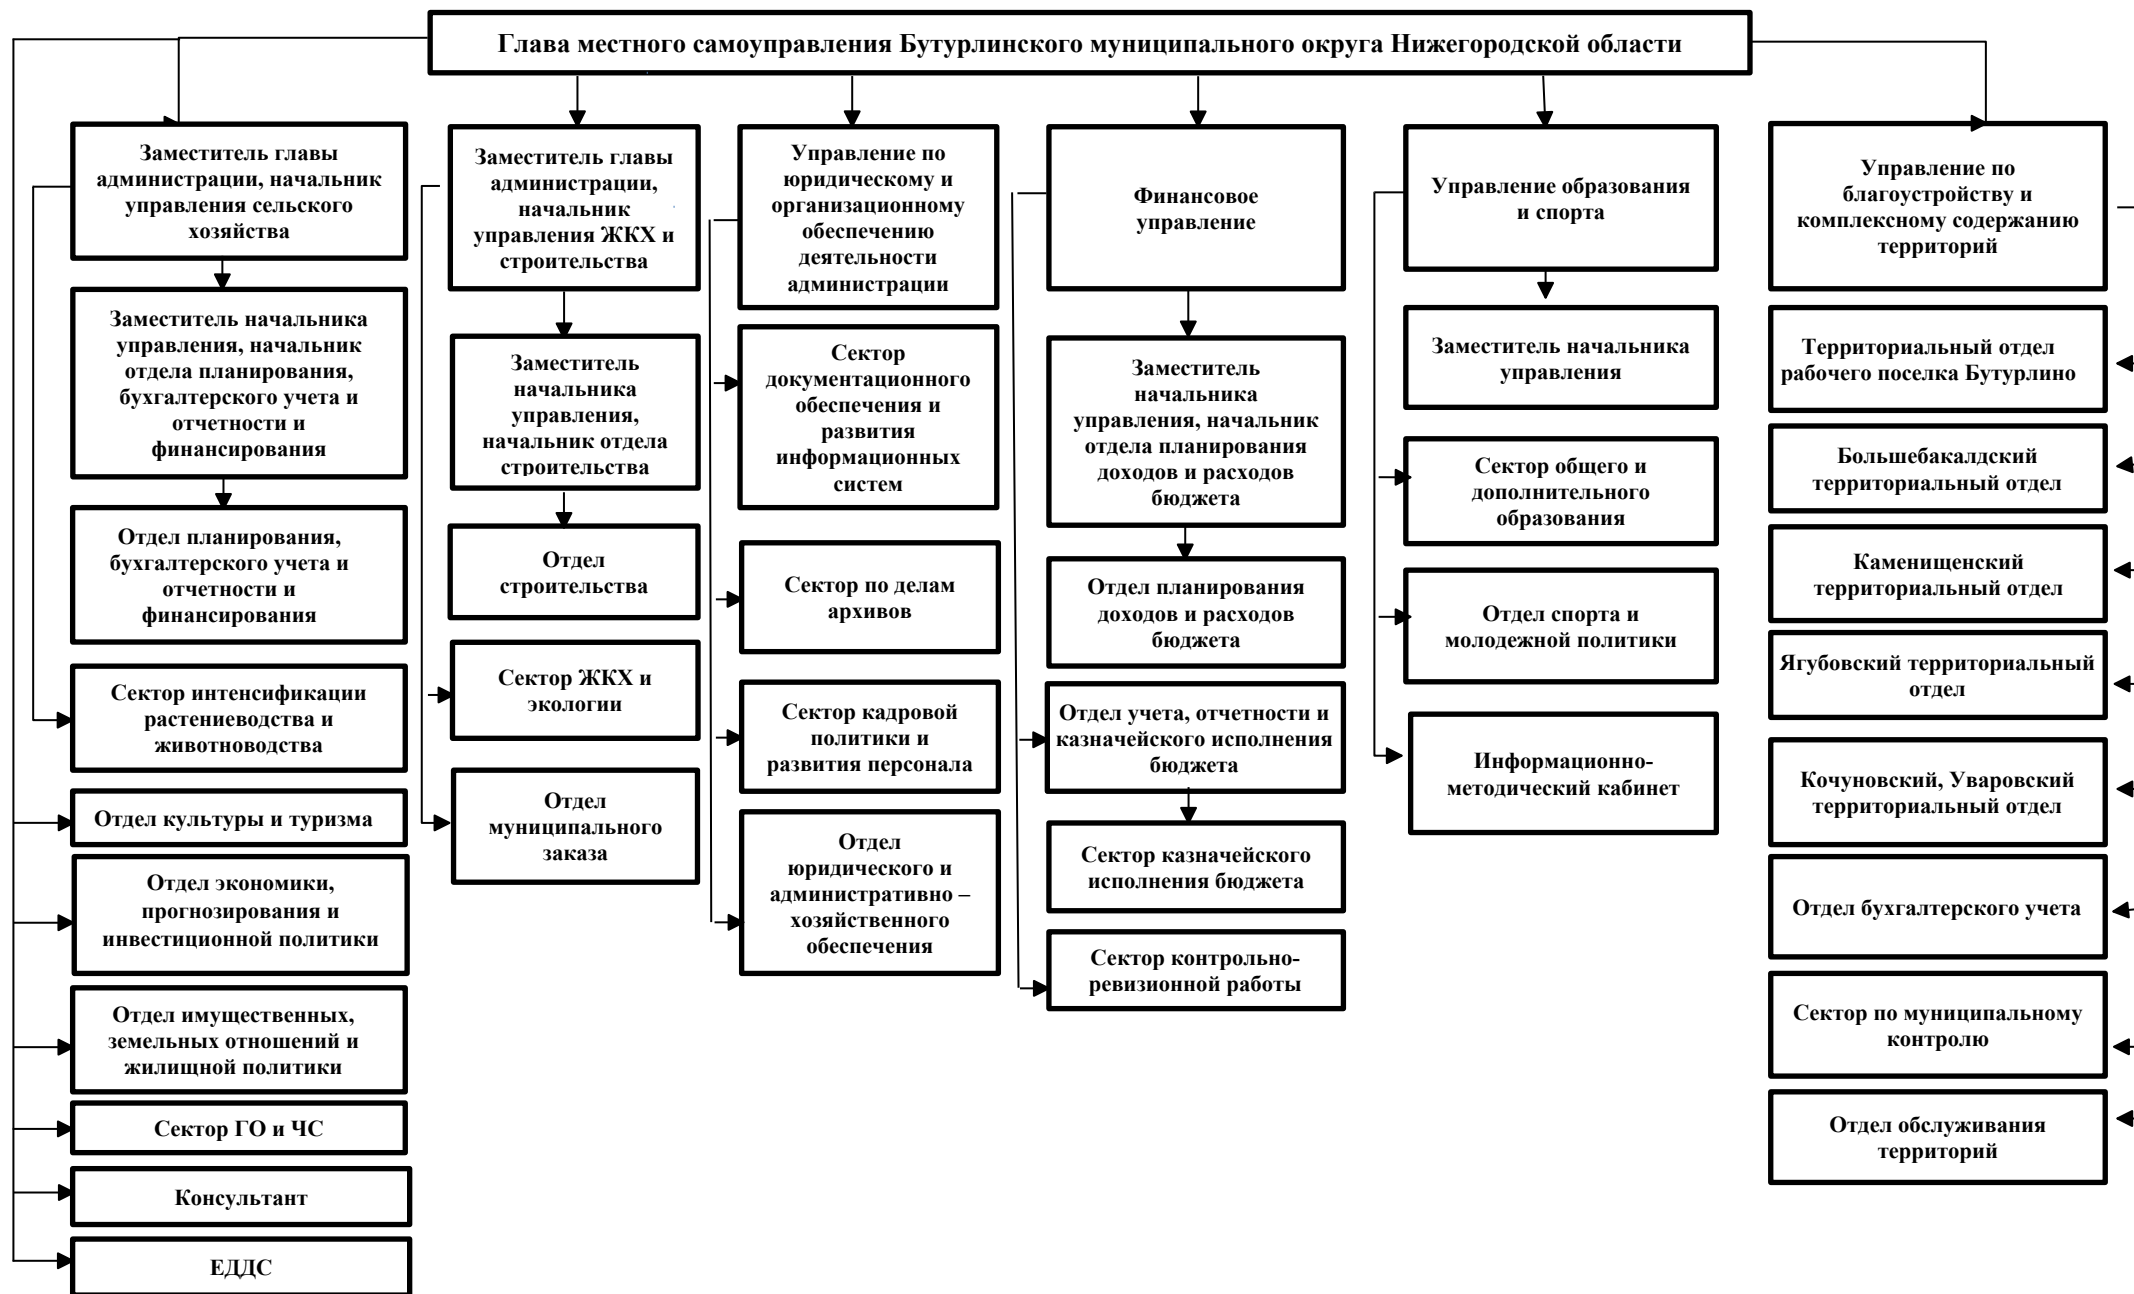 Глава местного самоуправления Бутурлинского муниципального округа Нижегородской области
Заместитель главы
администрации, начальник
управления сельского
хозяйства
Заместитель начальника
управления, начальник
отдела планирования,
бухгалтерского учета и
отчетности и
финансирования
Отдел планирования,
бухгалтерского учета и
отчетности и
финансирования
Сектор интенсификации
растениеводства и
животноводства
Отдел культуры и туризма
Отдел экономики,
прогнозирования и
инвестиционной политики
Отдел имущественных,
земельных отношений и
жилищной политики
Сектор ГО и ЧС
Консультант
ЕДДС
Заместитель главы
администрации,
начальник
управления ЖКХ и
строительства
Заместитель
начальника
управления,
начальник отдела
строительства
Отдел
строительства
Сектор ЖКХ и
экологии
Отдел
муниципального
заказа
Управление по
юридическому и
организационному
обеспечению
деятельности
администрации
Сектор
документационного
обеспечения и
развития
информационных
систем
Сектор по делам
архивов
Сектор кадровой
политики и
развития персонала
Отдел
юридического и
административно –
хозяйственного
обеспечения
Финансовое
управление
Заместитель
начальника
управления, начальник
отдела планирования
доходов и расходов
бюджета
Отдел планирования
доходов и расходов
бюджета
Отдел учета, отчетности и
казначейского исполнения
бюджета
Сектор казначейского
исполнения бюджета
Сектор контрольно-
ревизионной работы
Управление образования
и спорта
Заместитель начальника
управления
Сектор общего и
дополнительного
образования
Отдел спорта и
молодежной политики
Информационно-
методический кабинет
Управление по
благоустройству и
комплексному содержанию
территорий
Территориальный отдел
рабочего поселка Бутурлино
Большебакалдский
территориальный отдел
Каменищенский
территориальный отдел
Ягубовский территориальный
отдел
Кочуновский, Уваровский
территориальный отдел
Отдел бухгалтерского учета
Сектор по муниципальному
контролю
Отдел обслуживания
территорий